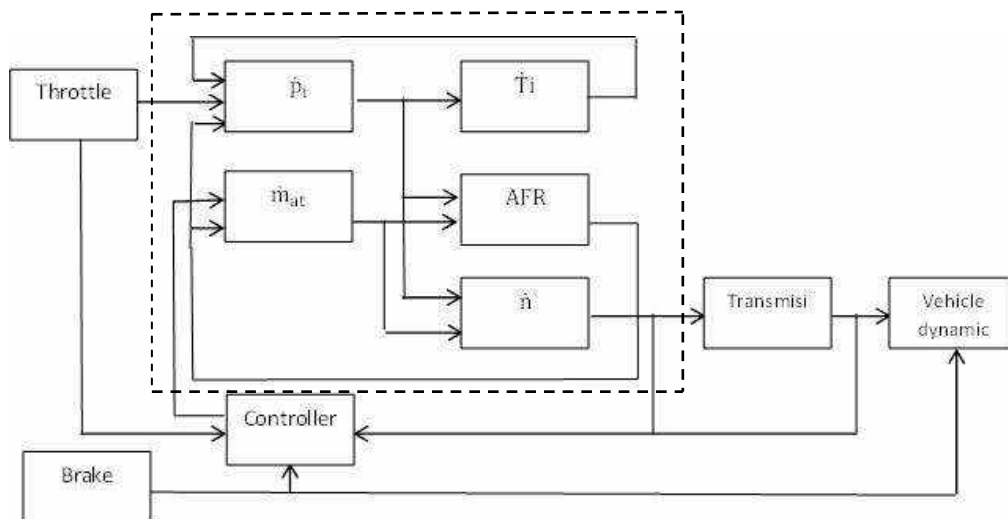 Throttle
ṗᵢ
Ṫi
ṁₐₜ
AFR
ṅ
Transmisi
Vehicle
dynamic
Controller
Brake